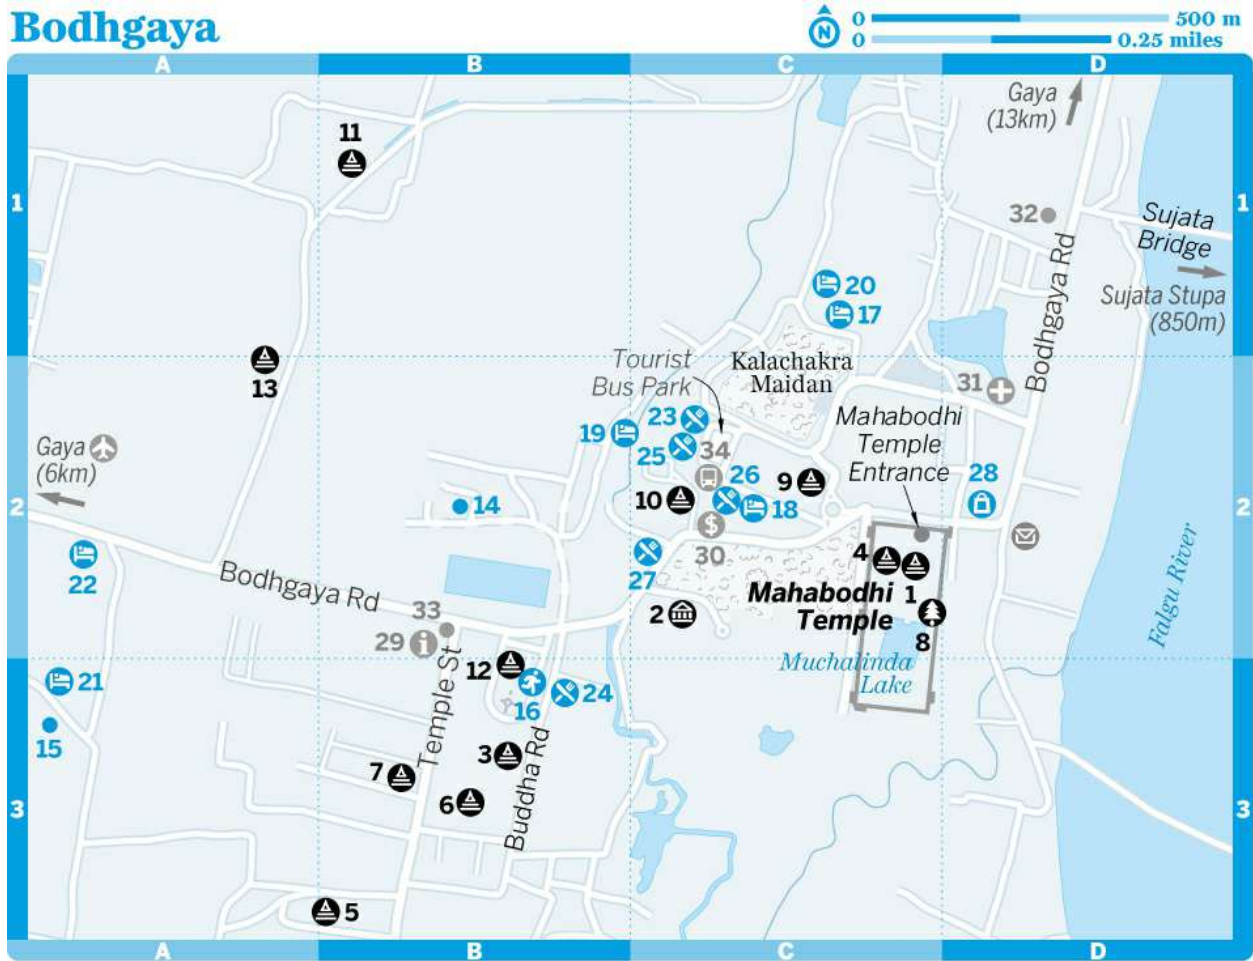 Bodhgaya
N
0
500 m
0
0.25 miles
A
B
C
D
1
1
Gaya
(13km)
11
32
Sujata
Bridge
Bodhgaya Rd
20
17
Sujata Stupa
(850m)
13
Tourist
Bus Park
Kalachakra
Maidan
31
23
Mahabodhi
Temple
Entrance
19
25
34
Gaya
(6km)
26
9
28
10
2
2
14
18
$
30
4
22
27
Bodhgaya Rd
Mahabodhi
Temple
1
Falgu River
33
2
29
i
8
12
Muchalinda
Lake
21
24
16
Temple St
15
3
7
Buddha Rd
6
3
3
5
A
B
C
D